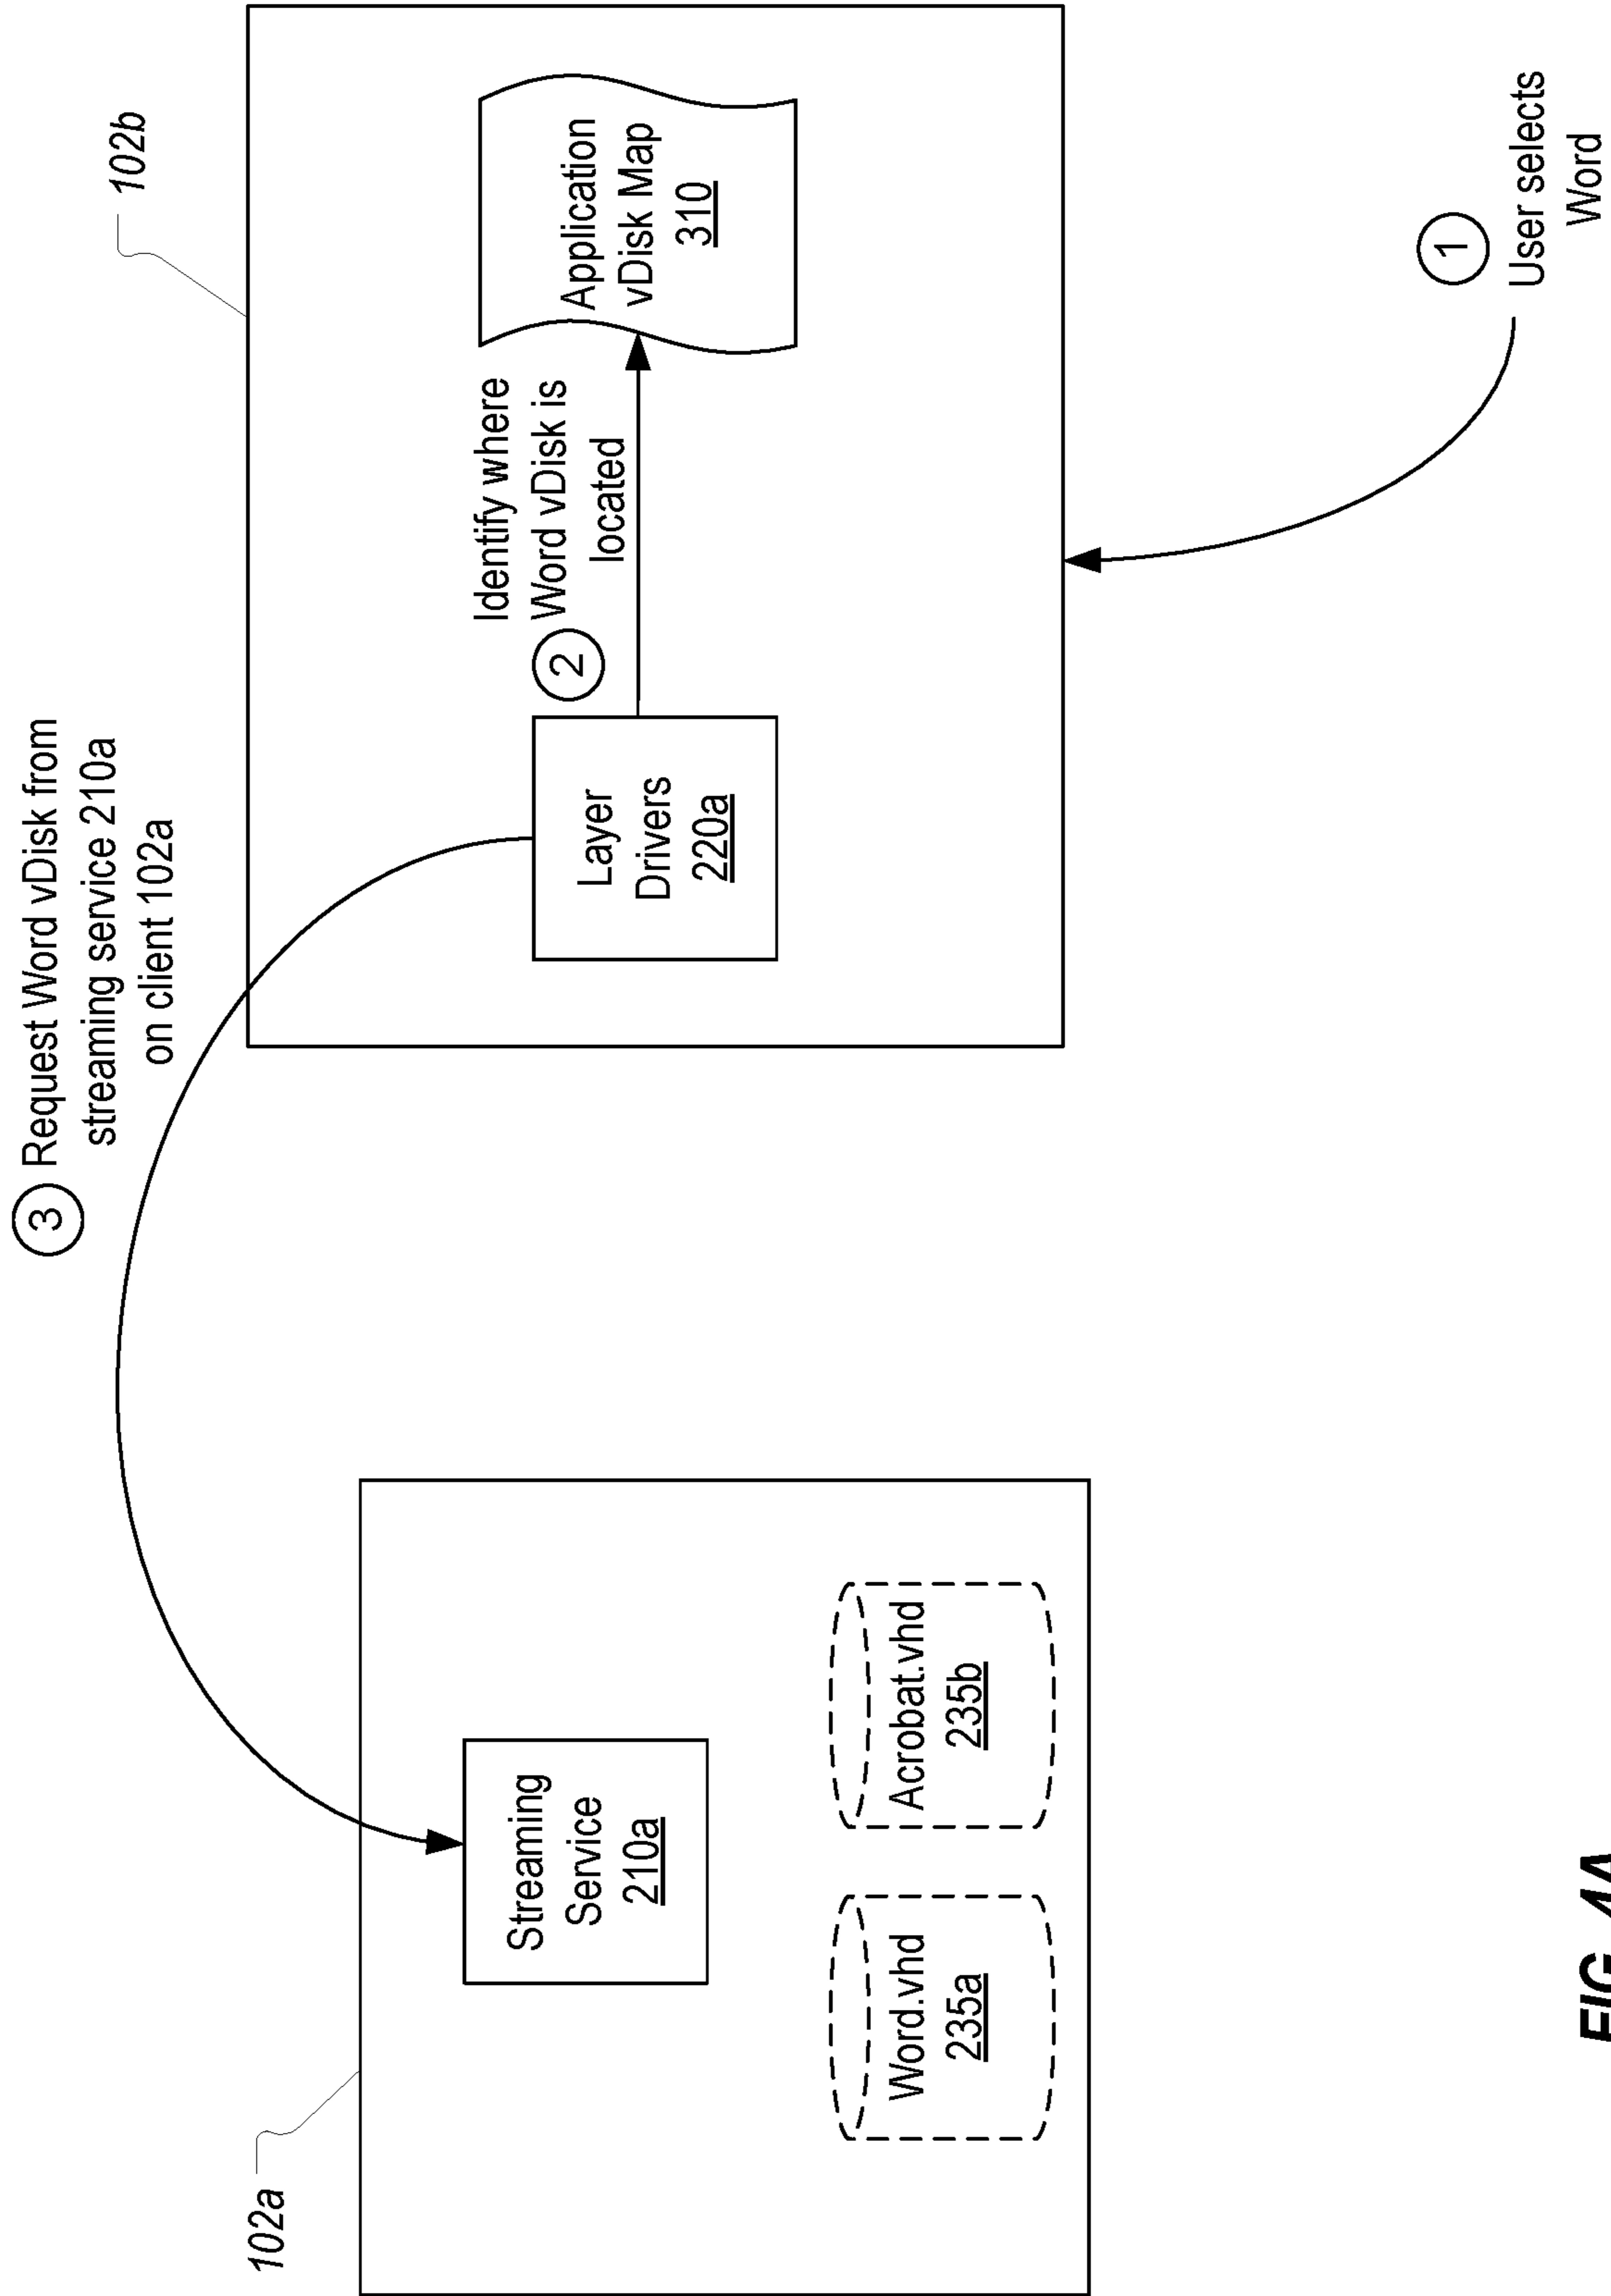 3
Request Word vDisk from
streaming service 210a
on client 102a
102a
102b
Streaming
Service
210a
Word.vhd
235a
Acrobat.vhd
235b
Layer
Drivers
220a
2
Identify where
Word vDisk is
located
Application
vDisk Map
310
1
User selects
Word
FIG. 4A